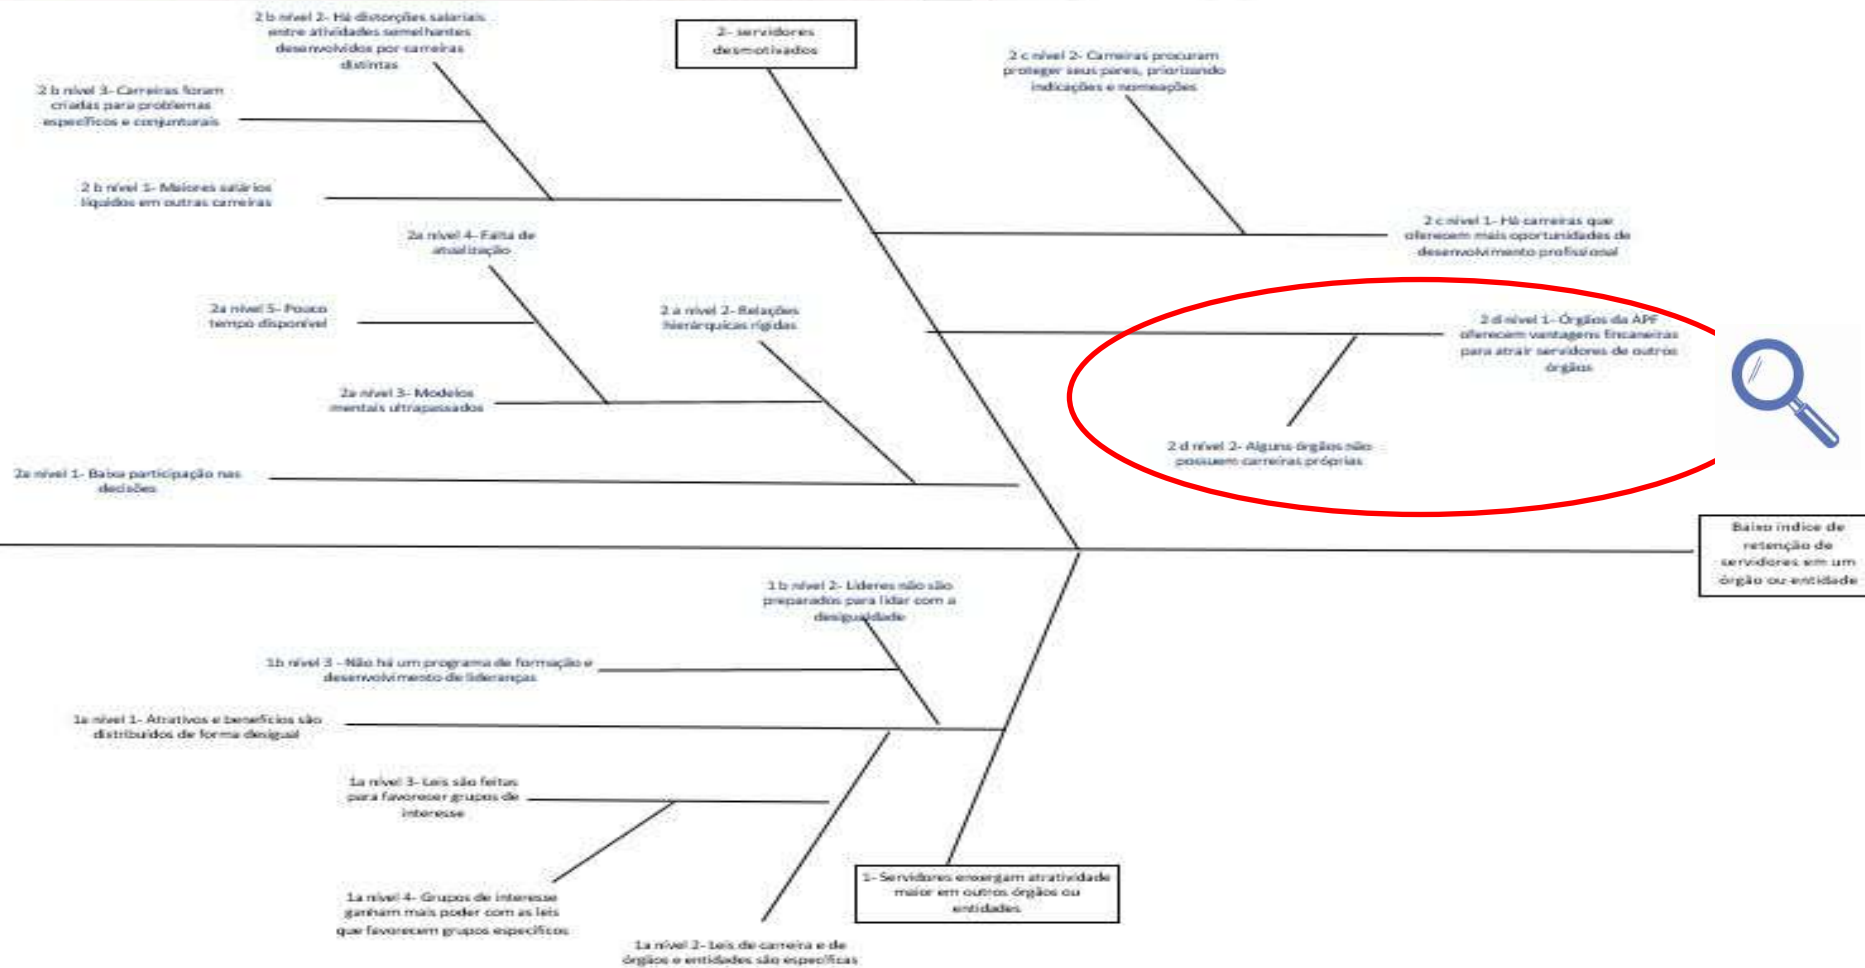 2 b nível 2- Há distorções salariais
entre atividades semelhantes
desenvolvidos por carreiras
distintas
2- servidores
desmotivados
2 c nível 2- Carreiras procuram
proteger seus pares, priorizando
indicações e nomeações
2 b nível 3- Carreiras foram
criadas para problemas
específicos e conjunturais
2 b nível 1- Maiores salários
líquidos em outras carreiras
2a nível 4- Falta de
atualização
2 c nível 1- Há carreiras que
oferecem mais oportunidades de
desenvolvimento profissional
2a nível 5- Pouco
tempo disponível
2 a nível 2- Relações
hierárquicas rígidas
2 d nível 1- Órgãos da APF
oferecem vantagens fincaneiras
para atrair servidores de outros
órgãos
2a nível 3- Modelos
mentais ultrapassados
2 d nível 2- Alguns órgãos não
possuem carreiras próprias
2a nível 1- Baixa participação nas
decisões
Baixo índice de
retenção de
servidores em um
órgão ou entidade
1 b nível 2- Líderes não são
preparados para lidar com a
desigualdade
1b nível 3 - Não há um programa de formação e
desenvolvimento de lideranças
1a nível 1- Atrativos e benefícios são
distribuídos de forma desigual
1a nível 3- Leis são feitas
para favorecer grupos de
interesse
1- Servidores enxergam atratividade
maior em outros órgãos ou
entidades
1a nível 4- Grupos de interesse
ganham mais poder com as leis
que favorecem grupos específicos
1a nível 2- Leis de carreira e de
órgãos e entidades são específicas